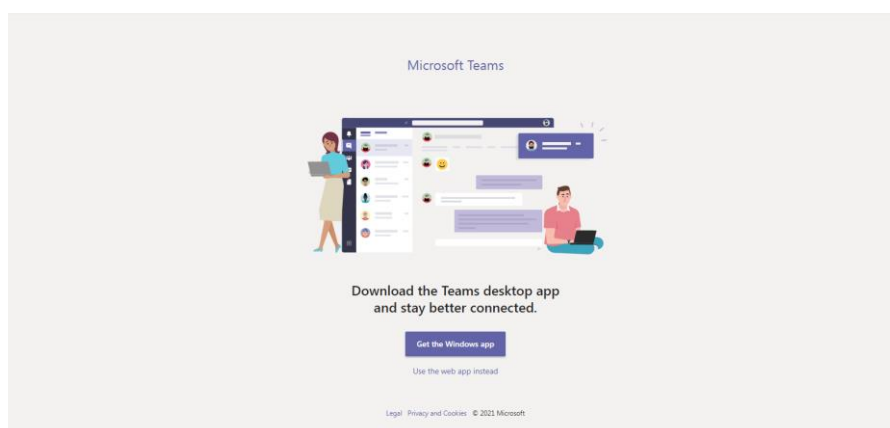 Microsoft Teams
Download the Teams desktop app
and stay better connected.
Get the Windows app
Use the web app instead
Legal Privacy and Cookies © 2021 Microsoft